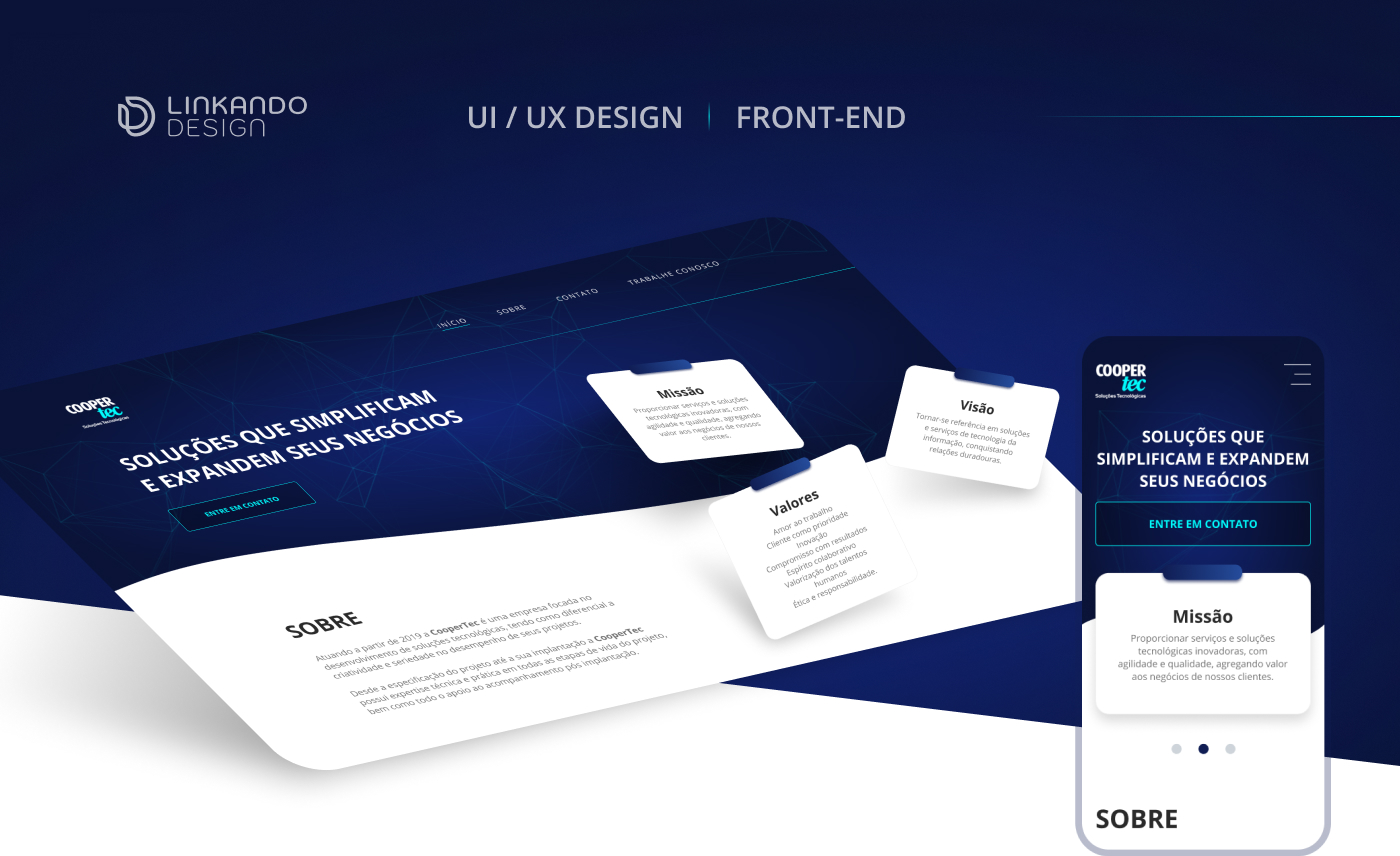 LINKANDO
DESIGN
UI / UX DESIGN
FRONT-END
INÍCIO
SOBRE
CONTATO
TRABALHE CONOSCO
COOPER
tec
Soluções Tecnológicas
SOLUÇÕES QUE SIMPLIFICAM
E EXPANDEM SEUS NEGÓCIOS
ENTRE EM CONTATO
Missão
Proporcionar serviços e soluções
tecnológicas inovadoras, com
agilidade e qualidade, agregando
valor aos negócios de nossos
clientes.
Visão
Tornar-se referência em soluções
e serviços de tecnologia da
informação, conquistando
relações duradouras.
Valores
Amor ao trabalho
Cliente como prioridade
Inovação
Compromisso com resultados
Espírito colaborativo
Valorização dos talentos
humanos
Ética e responsabilidade.
SOBRE
Atuando a partir de 2019 a CooperTec é uma empresa focada no
desenvolvimento de soluções tecnológicas, tendo como diferencial a
criatividade e seriedade no desempenho de seus projetos.
Desde a especificação do projeto até a sua implantação a CooperTec
possui expertise técnica e prática em todas as etapas de vida do projeto,
bem como todo o apoio ao acompanhamento pós implantação.
COOPER
tec
Soluções Tecnológicas
SOLUÇÕES QUE
SIMPLIFICAM E EXPANDEM
SEUS NEGÓCIOS
ENTRE EM CONTATO
Missão
Proporcionar serviços e soluções
tecnológicas inovadoras, com
agilidade e qualidade, agregando valor
aos negócios de nossos clientes.
SOBRE